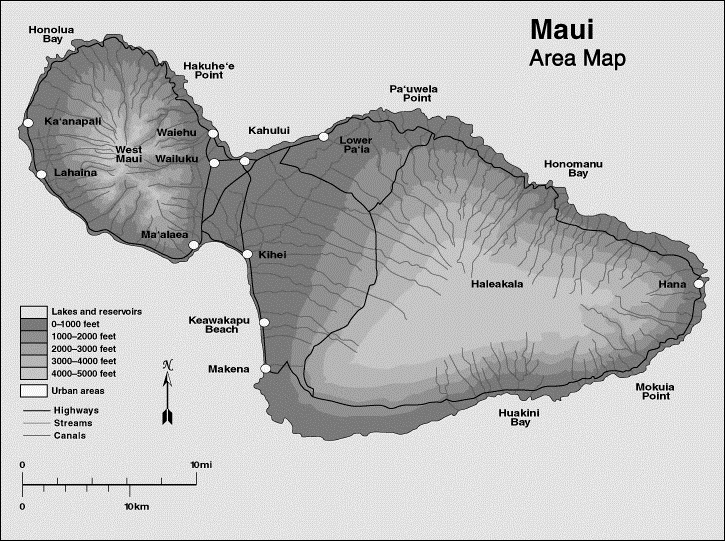 Maui
Area Map
Honolua
Bay
Hakuhe‘e
Point
Pa‘uwela
Point
Ka‘anapali
Waiehu
Kahului
Lower
Pa‘ia
West
Maui
Wailuku
Honomanu
Bay
Lahaina
Ma‘alaea
Kihei
Haleakala
Hana
Keawakapu
Beach
Makena
Mokuia
Point
Huakini
Bay
Lakes and reservoirs
0–1000 feet
1000–2000 feet
2000–3000 feet
3000–4000 feet
4000–5000 feet
Urban areas
Highways
Streams
Canals
N
0 10mi
0 10km